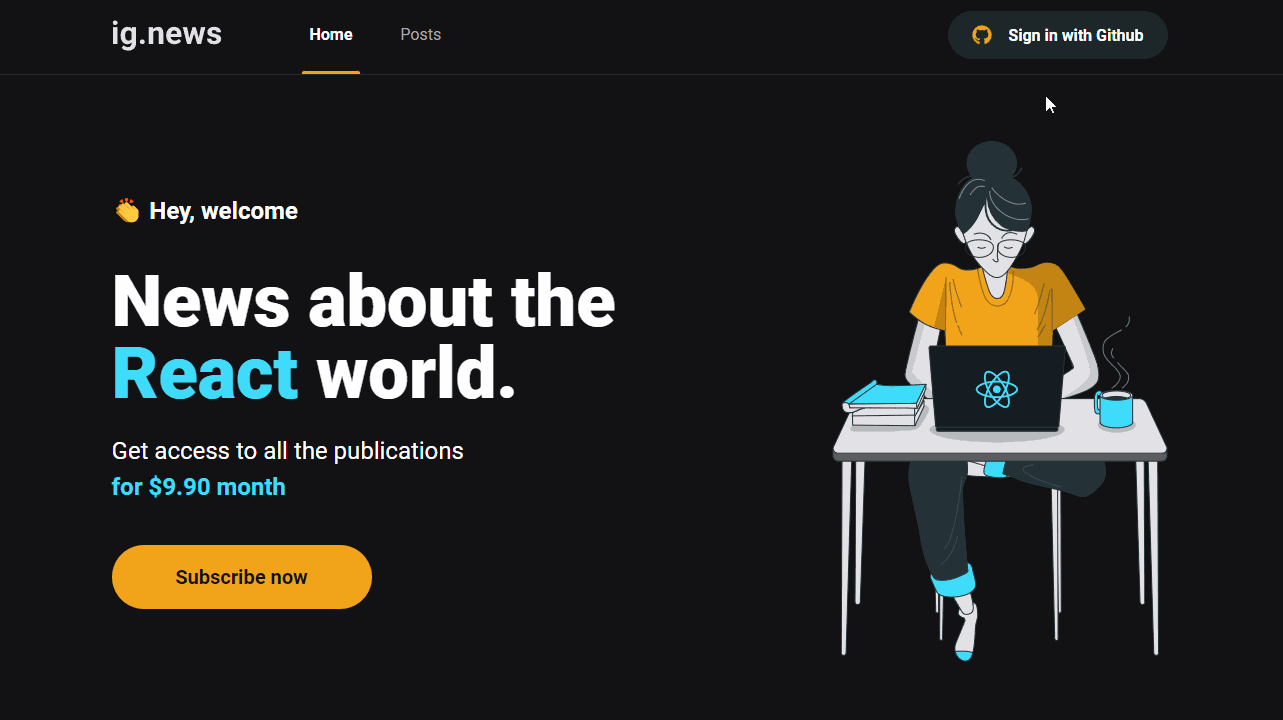 ig.news
Home
Posts
Sign in with Github
👏 Hey, welcome
News about the
React world.
Get access to all the publications
for $9.90 month
Subscribe now